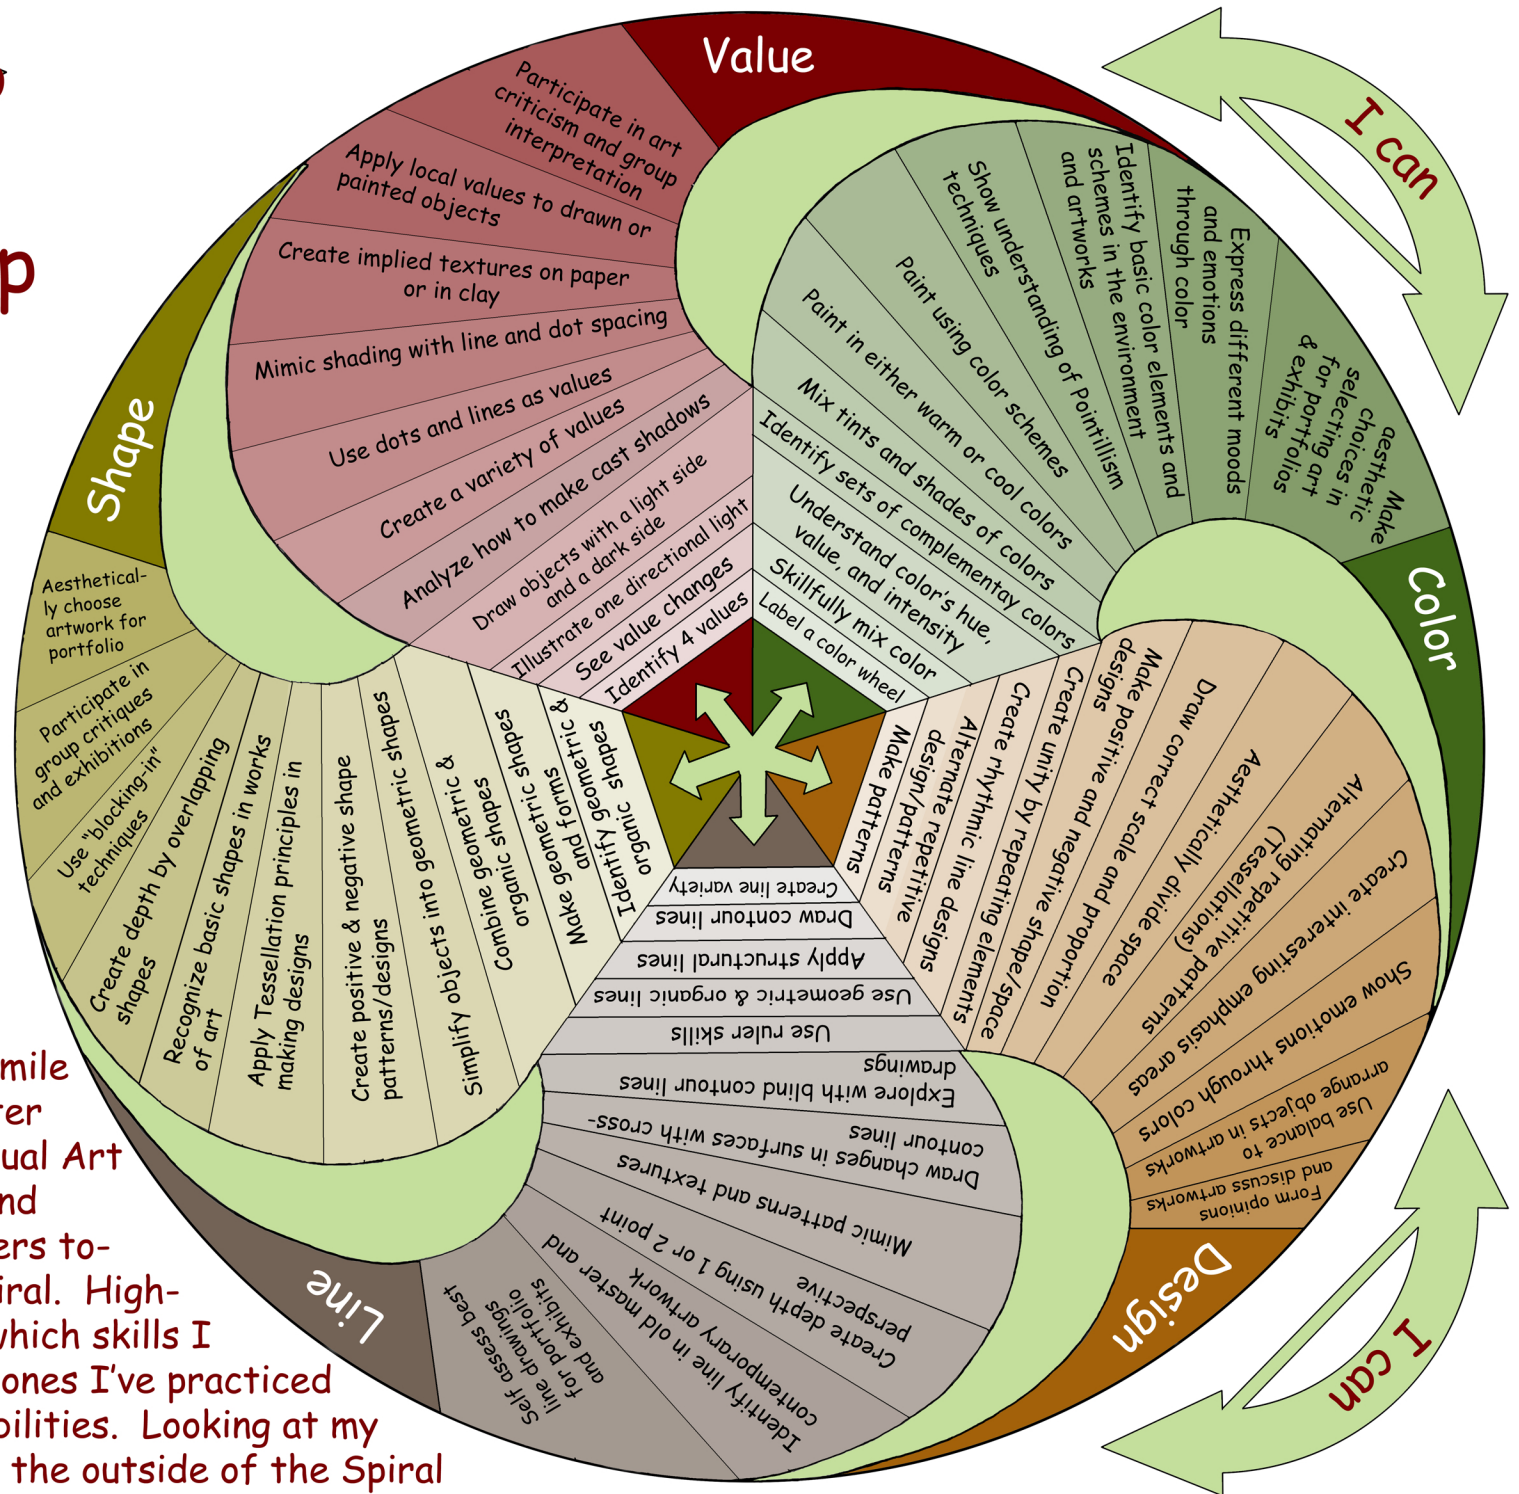 p
Value
Participate in art
criticism and group
interpretation
Apply local values to drawn or
painted objects
Create implied textures on paper
or in clay
Mimic shading with line and dot spacing
Use dots and lines as values
Create a variety of values
Analyze how to make cast shadows
Draw objects with a light side
and a dark side
Illustrate one directional light
See value changes
Identify 4 values
I can
Color
Make
aesthetic
choices in
selecting art
for portfolios
& exhibits
Express different moods
and emotions
through color
Identify basic color elements and
schemes in the environment
and artworks
Show understanding of Pointillism
techniques
Paint using color schemes
Paint in either warm or cool colors
Mix tints and shades of colors
Identify sets of complementay colors
Understand color's hue,
value, and intensity
Skillfully mix color
Label a color wheel
Design
Make patterns
Alternate repetitive
design/patterns
Create rhythmic line designs
Create unity by repeating elements
Make positive and negative shape/space
designs
Draw correct scale and proportion
Aesthetically divide space
Alternating repetitive patterns
(Tessellations)
Create interesting emphasis areas
Show emotions through colors
Use balance to
arrange objects in artworks
Form opinions
and discuss artworks
I can
Line
Create line variety
Draw contour lines
Apply structural lines
Use geometric & organic lines
Use ruler skills
Explore with blind contour lines
drawings
Draw changes in surfaces with cross-
contour lines
Mimic patterns and textures
Create depth using 1 or 2 point
perspective
Identify line in old master and
contemporary artwork
Self assess best
line drawings
for portfolio
and exhibits
Shape
Aesthetical-
ly choose
artwork for
portfolio
Participate in
group critiques
and exhibitions
Use "blocking-in"
techniques
Create depth by overlapping
shapes
Recognize basic shapes in works
of art
Apply Tessellation principles in
making designs
Create positive & negative shape
patterns/designs
Simplify objects into geometric shapes
Combine geometric &
organic shapes
Make geometric shapes
and forms
Identify geometric &
organic shapes
mile
ter
ual Art
nd
ers to-
iral. High-
which skills I
ones I've practiced
bilities. Looking at my
the outside of the Spiral